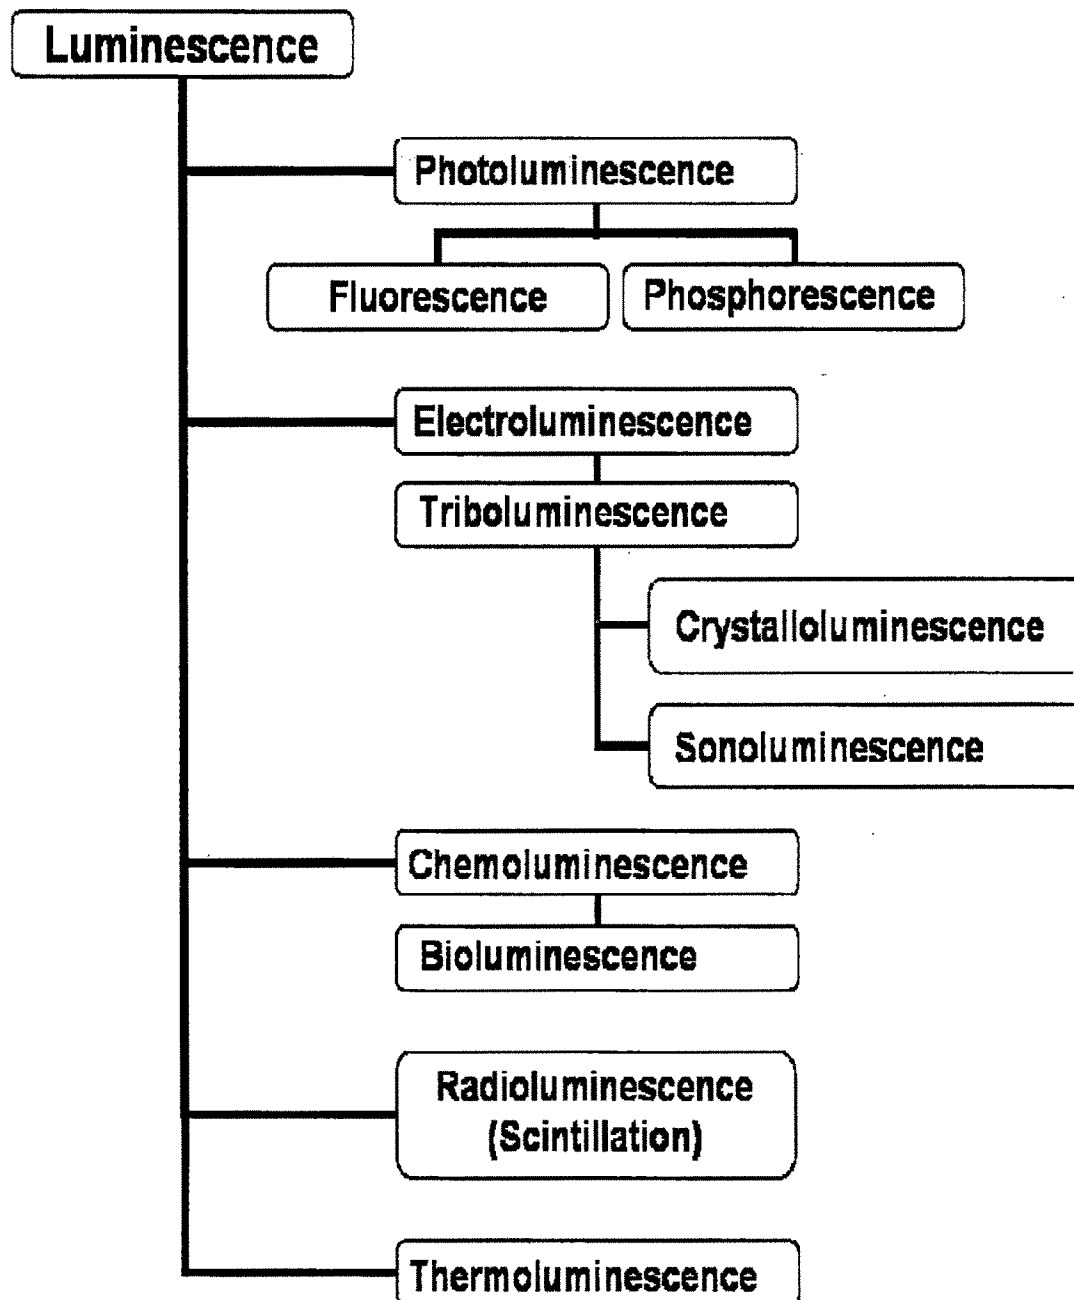 Luminescence
Photoluminescence
Fluorescence
Phosphorescence
Electroluminescence
Triboluminescence
Crystalloluminescence
Sonoluminescence
Chemoluminescence
Bioluminescence
Radioluminescence
(Scintillation)
Thermoluminescence